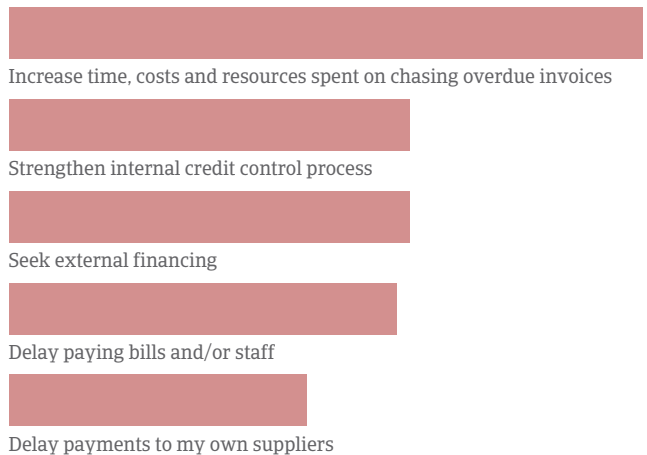 Increase time, costs and resources spent on chasing overdue invoices
Strengthen internal credit control process
Seek external financing
Delay paying bills and/or staff
Delay payments to my own suppliers